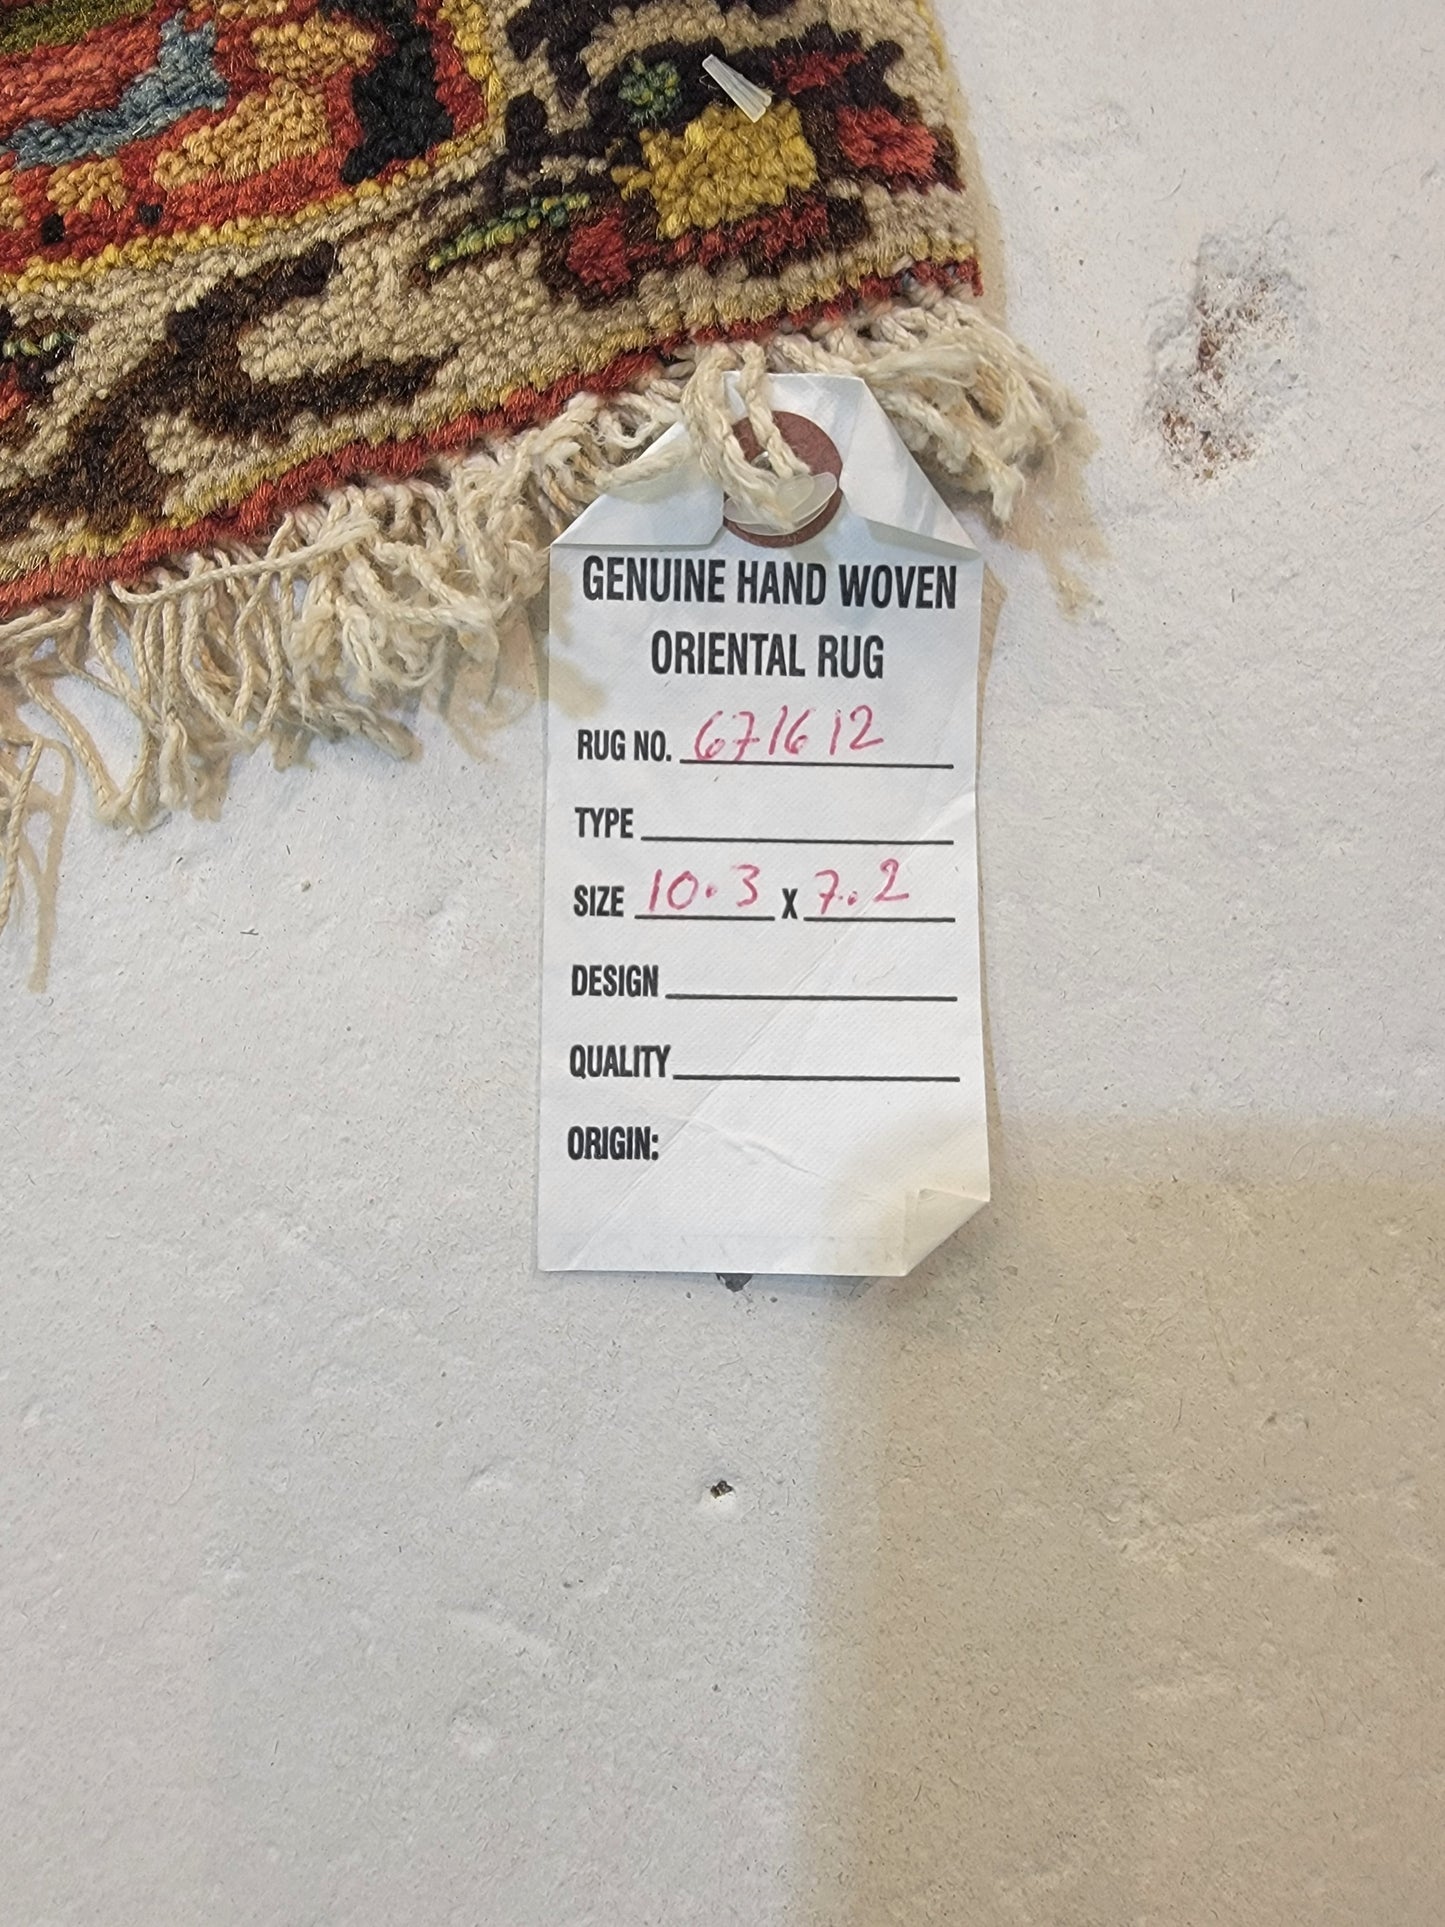 GENUINE HAND WOVEN
ORIENTAL RUG
RUG NO. 671612
TYPE
SIZE 10.3 X 7.2
DESIGN
QUALITY
ORIGIN: